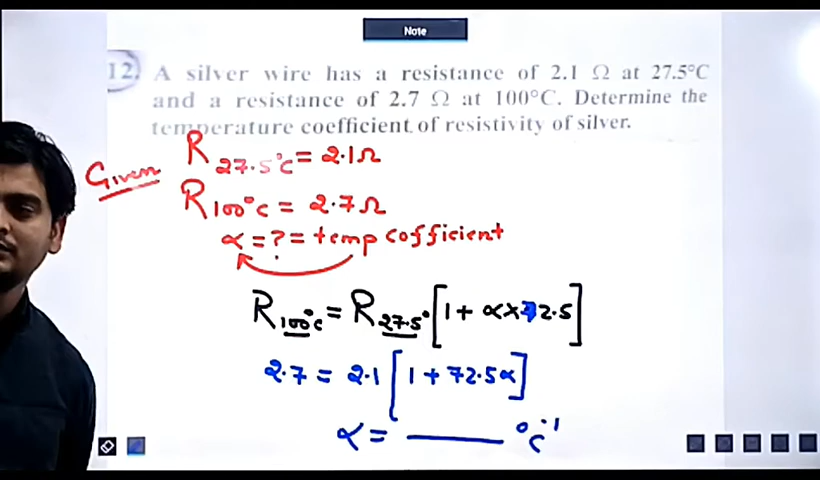 Note
12. A silver wire has a resistance of 2.1 Ω at 27.5°C
and a resistance of 2.7 Ω at 100°C. Determine the
temperature coefficient of resistivity of silver.
Given R27.5°C = 2.1Ω
R100°C = 2.7Ω
α = ? = temp cofficient
R100°C = R27.5° [1 + α×72.5]
2.7 = 2.1 [1 + 72.5α]
α = ______ °C⁻¹